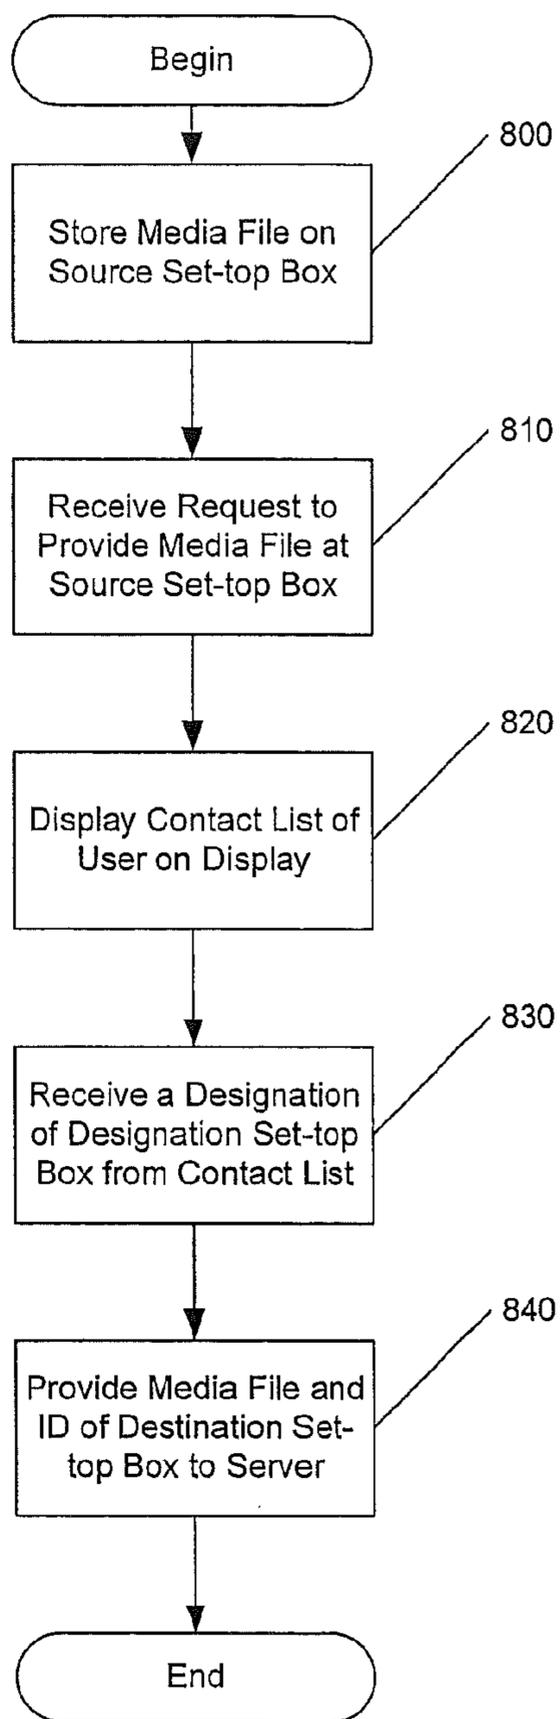 Begin
800
Store Media File on
Source Set-top Box
810
Receive Request to
Provide Media File at
Source Set-top Box
820
Display Contact List of
User on Display
830
Receive a Designation
of Designation Set-top
Box from Contact List
840
Provide Media File and
ID of Destination Set-
top Box to Server
End